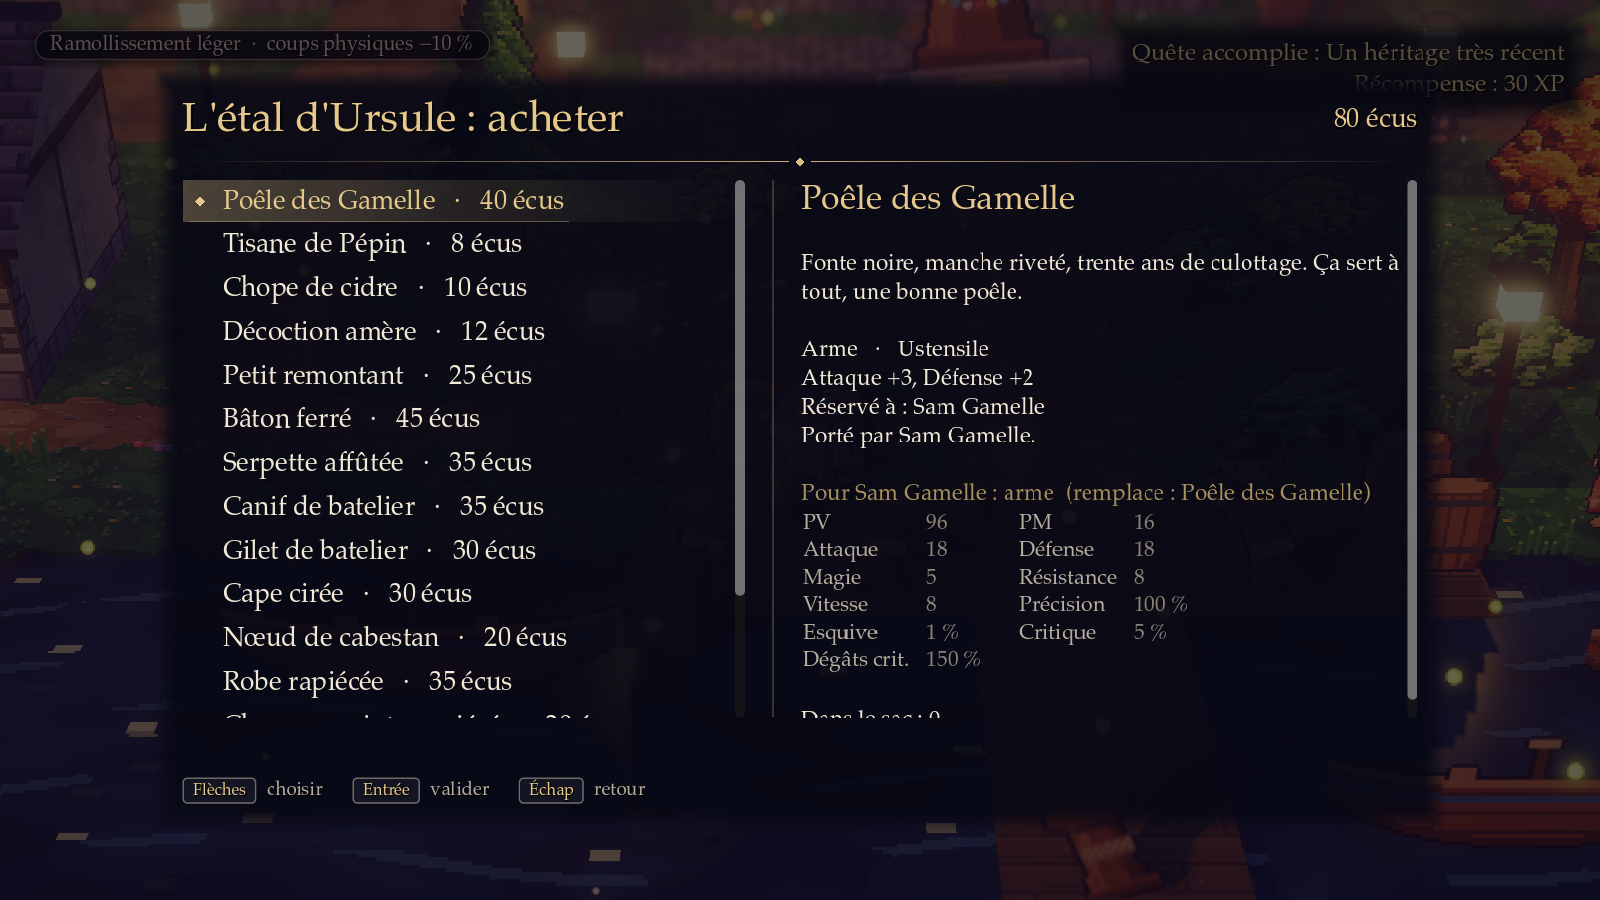 Ramollissement léger · coups physiques −10 %
Quête accomplie : Un héritage très récent
Récompense : 30 XP
L'étal d'Ursule : acheter
80 écus
Poêle des Gamelle · 40 écus
Tisane de Pépin · 8 écus
Chope de cidre · 10 écus
Décoction amère · 12 écus
Petit remontant · 25 écus
Bâton ferré · 45 écus
Serpette affûtée · 35 écus
Canif de batelier · 35 écus
Gilet de batelier · 30 écus
Cape cirée · 30 écus
Nœud de cabestan · 20 écus
Robe rapiécée · 35 écus
Poêle des Gamelle
Fonte noire, manche riveté, trente ans de culottage. Ça sert à
tout, une bonne poêle.
Arme · Ustensile
Attaque +3, Défense +2
Réservé à : Sam Gamelle
Porté par Sam Gamelle.
Pour Sam Gamelle : arme (remplace : Poêle des Gamelle)
PV 96 PM 16
Attaque 18 Défense 18
Magie 5 Résistance 8
Vitesse 8 Précision 100 %
Esquive 1 % Critique 5 %
Dégâts crit. 150 %
Dans le sac : 0
Flèches choisir Entrée valider Échap retour